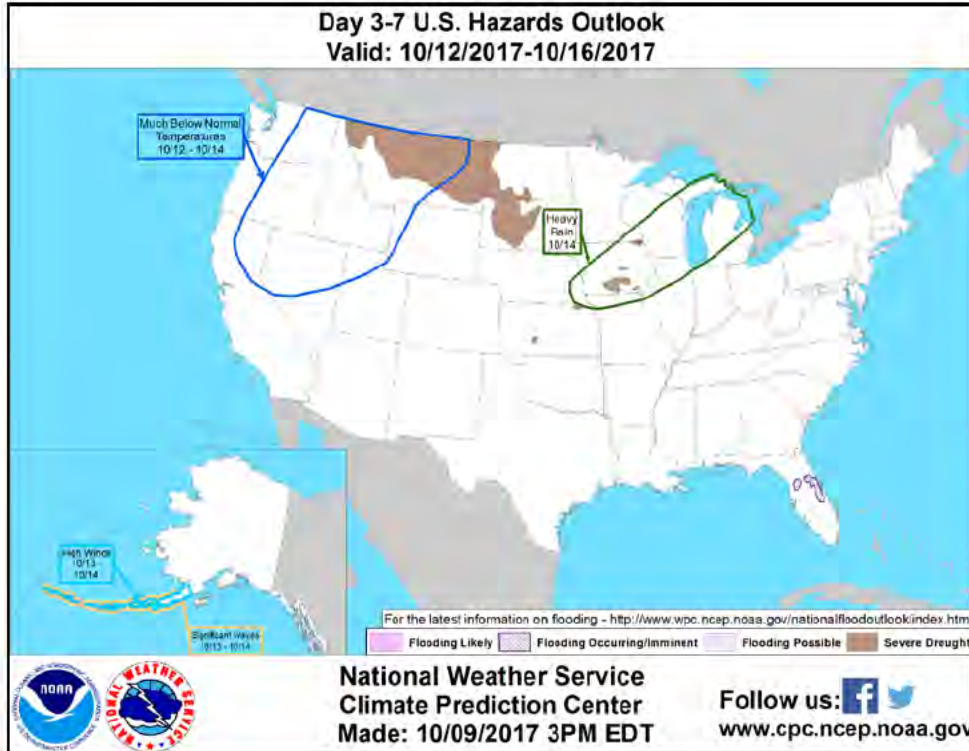 Day 3-7 U.S. Hazards Outlook
Valid: 10/12/2017-10/16/2017
Much Below Normal
Temperatures
10/12 - 10/14
Heavy
Rain
10/14
High Winds
10/13 -
10/14
Significant Waves
10/13 - 10/14
For the latest information on flooding - http://www.wpc.ncep.noaa.gov/nationalfloodoutlook/index.htm
Flooding Likely
Flooding Occurring/Imminent
Flooding Possible
Severe Drought
NOAA
NATIONAL WEATHER SERVICE
National Weather Service
Climate Prediction Center
Made: 10/09/2017 3PM EDT
Follow us:
www.cpc.ncep.noaa.gov